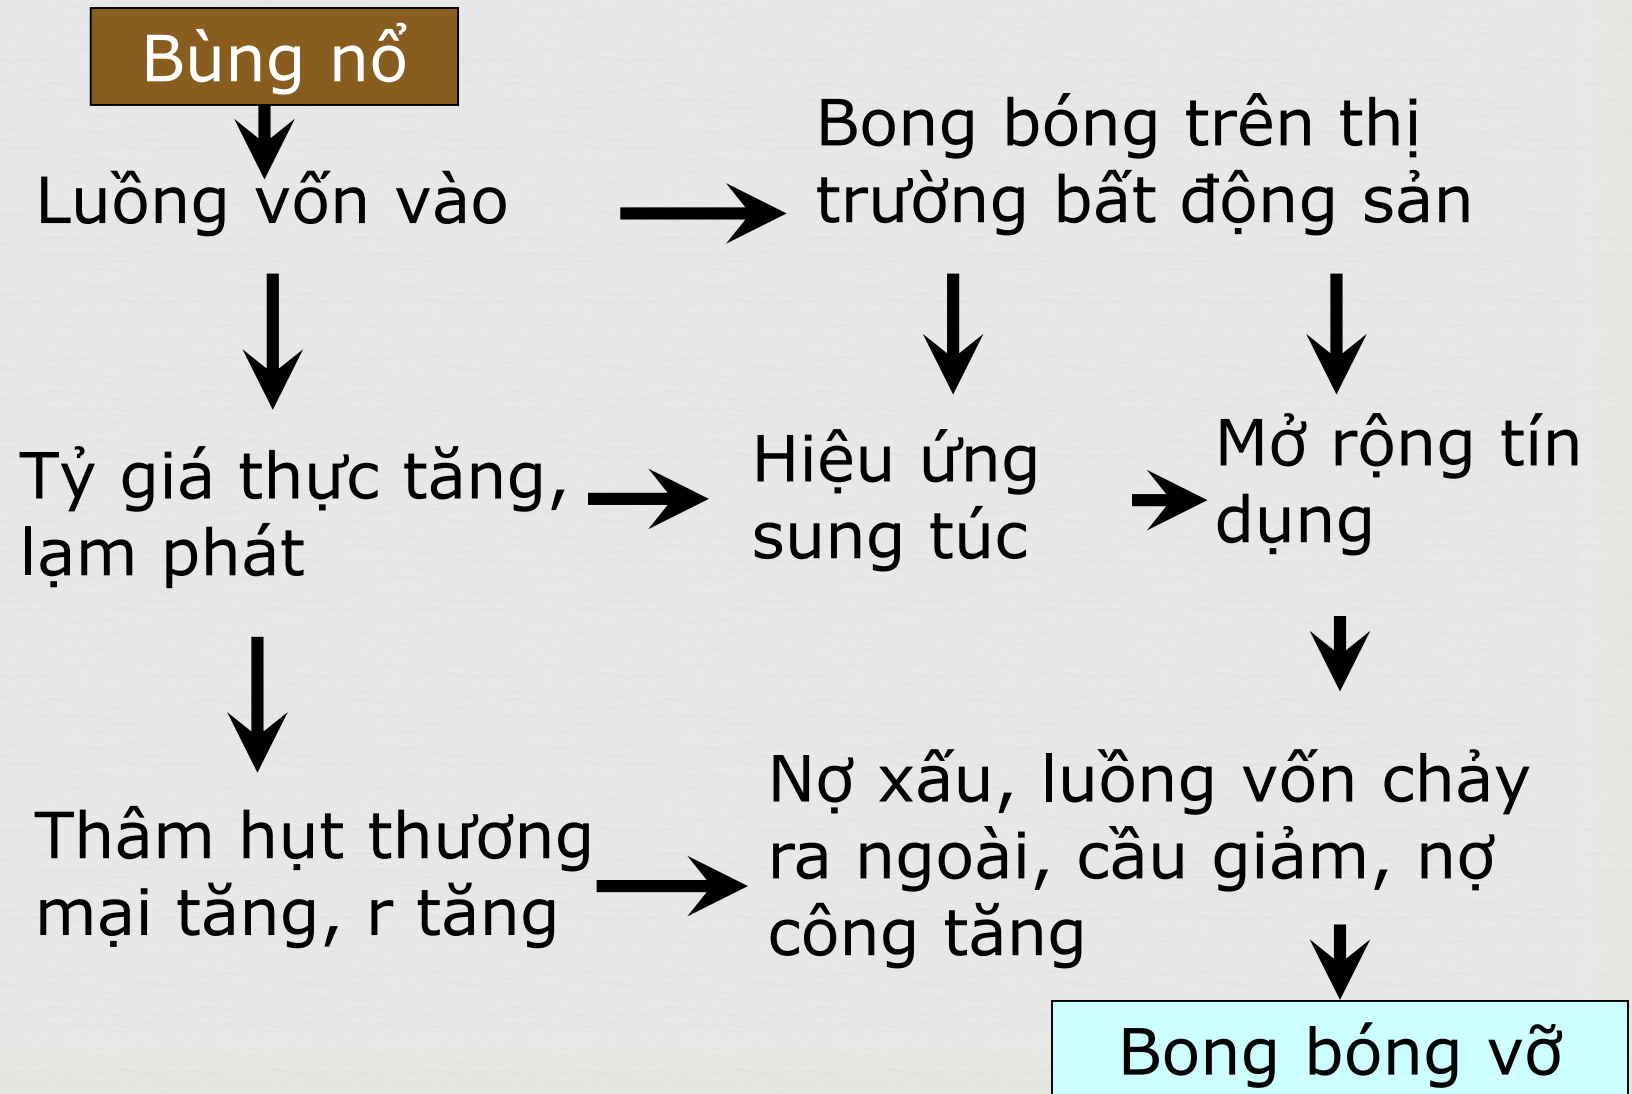 Bùng nổ
Luồng vốn vào
Bong bóng trên thị
trường bất động sản
Tỷ giá thực tăng,
lạm phát
Hiệu ứng
sung túc
Mở rộng tín
dụng
Thâm hụt thương
mại tăng, r tăng
Nợ xấu, luồng vốn chảy
ra ngoài, cầu giảm, nợ
công tăng
Bong bóng vỡ